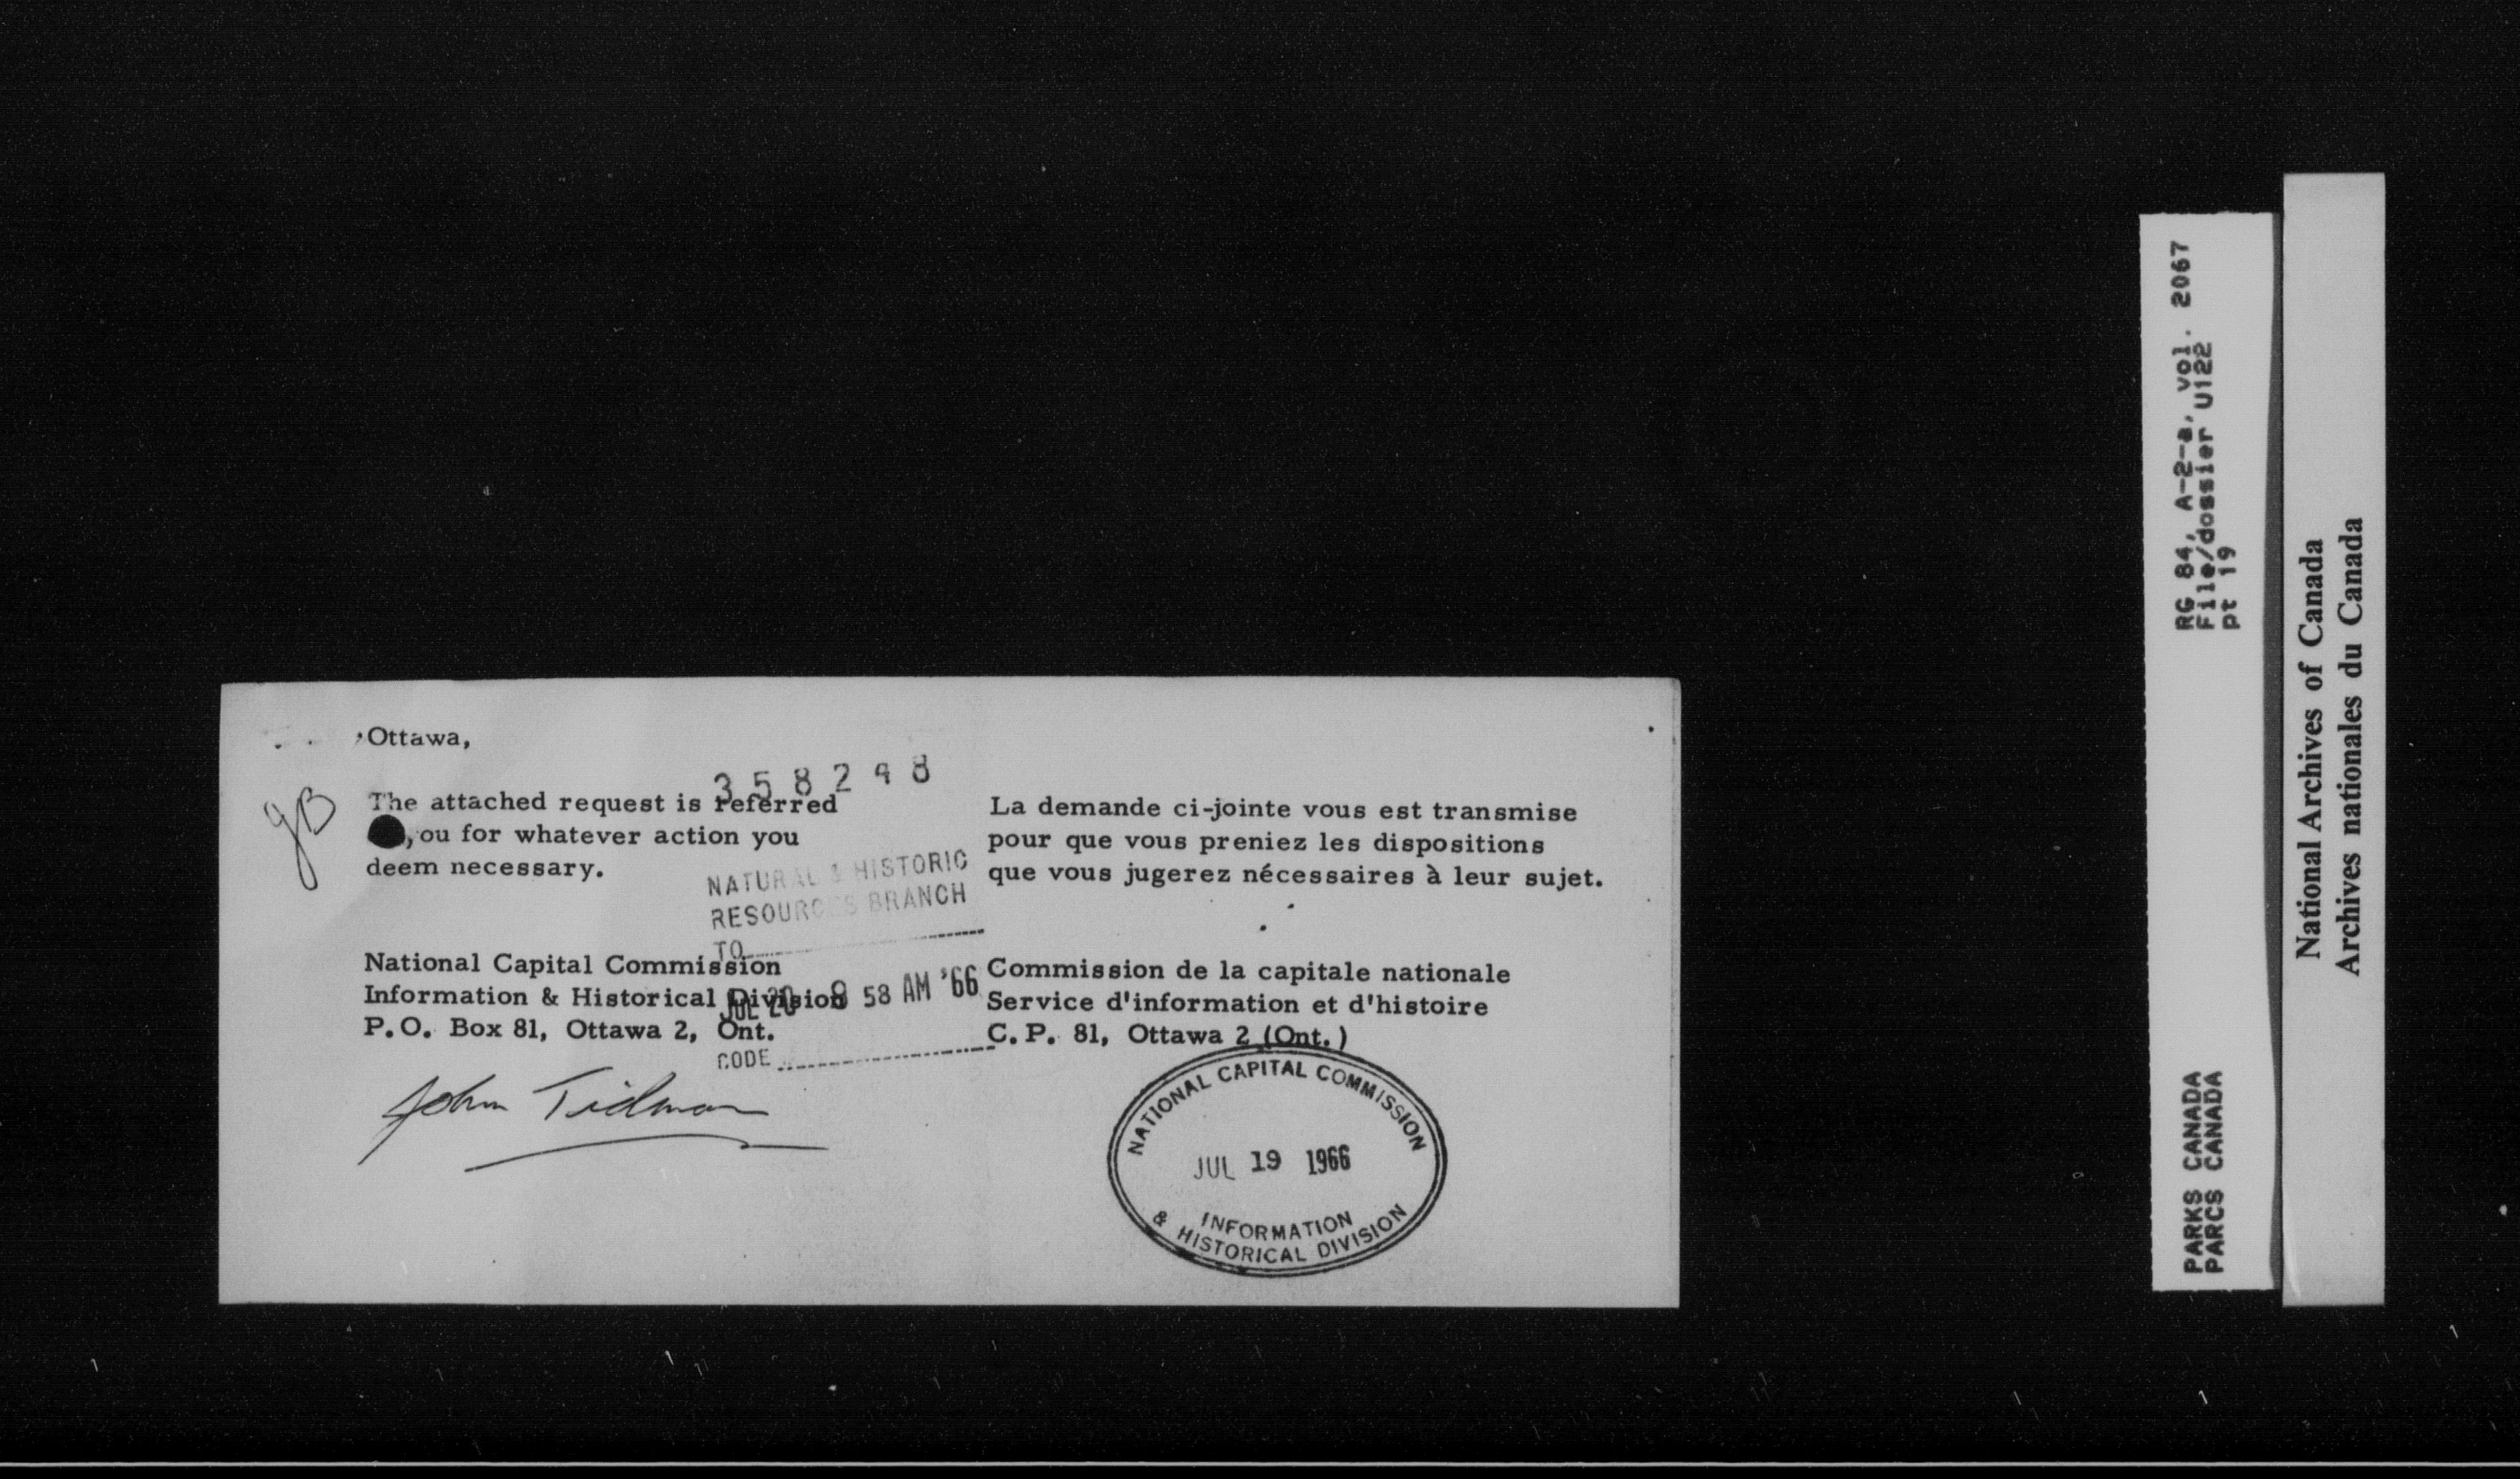 Ottawa,
358298
The attached request is referred
,ou for whatever action you
deem necessary.
JB
NATURAL & HISTORIC
RESOURCES BRANCH
TO
JUL 20 58 AM '66
CODE
National Capital Commission
Information & Historical Division
P.O. Box 81, Ottawa 2, Ont.
John Tidman
La demande ci-jointe vous est transmise
pour que vous preniez les dispositions
que vous jugerez nécessaires à leur sujet.
Commission de la capitale nationale
Service d'information et d'histoire
C.P. 81, Ottawa 2 (Ont.)
NATIONAL CAPITAL COMMISSION
JUL 19 1966
INFORMATION
& HISTORICAL DIVISION
RG 84, A-2-a, vol. 2067
File/dossier U122
pt 19
PARKS CANADA
PARCS CANADA
National Archives of Canada
Archives nationales du Canada